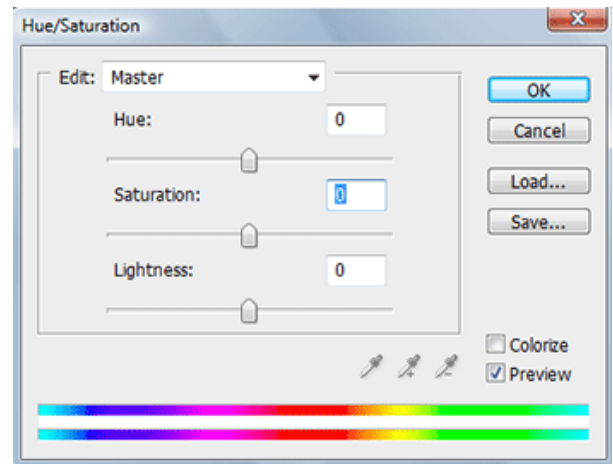 Hue/Saturation
Edit: Master
OK
Hue: 0
Cancel
Load...
Saturation: 0
Save...
Lightness: 0
Colorize
Preview